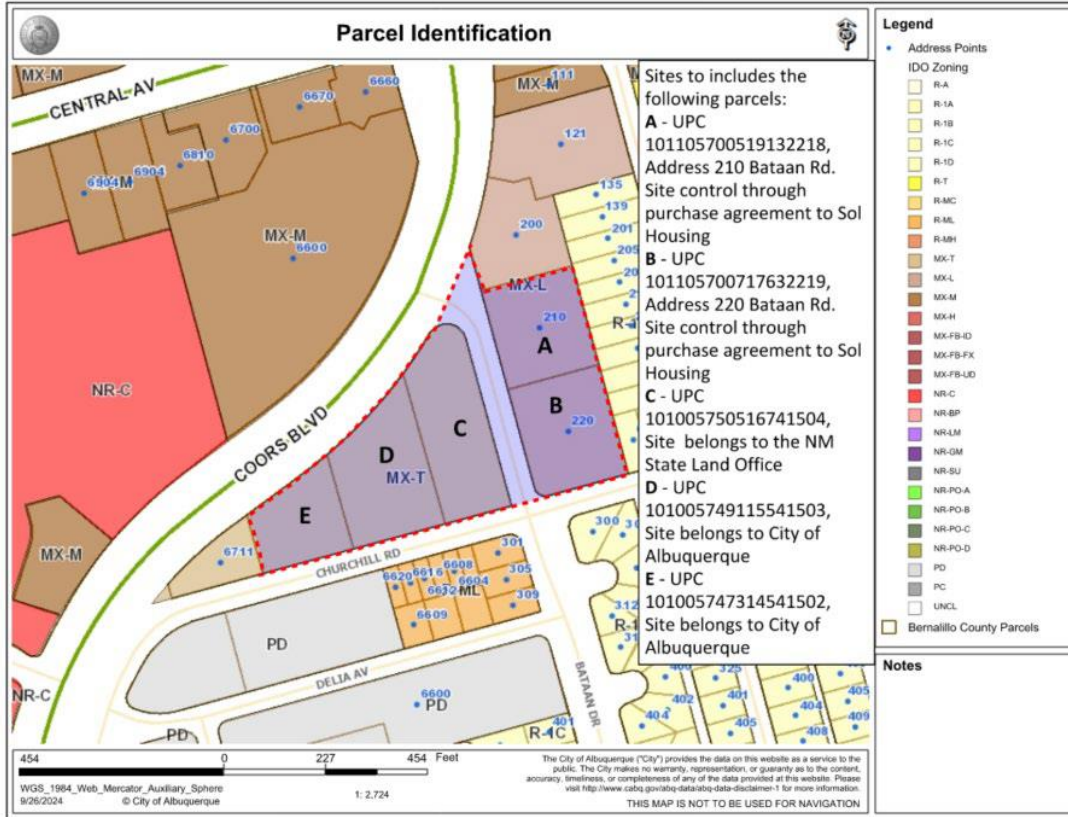 Parcel Identification
MX-M
CENTRAL AV
6660
6670
6700
6810
6904
6904
MX-M
6600
111
MX-M
121
200
135
139
201
205
MX-L
210
A
B
220
NR-C
COORS BLVD
C
D
MX-T
E
MX-M
6711
CHURCHILL RD
6620
6616
6608
6604
6612
ML
6609
301
305
309
300
312
PD
DELIA AV
6600
PD
BATAAN DR
NR-C
PD
401
R-1C
400
402
404
325
401
405
400
404
408
405
409
Sites to includes the
following parcels:
A - UPC
101105700519132218,
Address 210 Bataan Rd.
Site control through
purchase agreement to Sol
Housing
B - UPC
101105700717632219,
Address 220 Bataan Rd.
Site control through
purchase agreement to Sol
Housing
C - UPC
101005750516741504,
Site belongs to the NM
State Land Office
D - UPC
101005749115541503,
Site belongs to City of
Albuquerque
E - UPC
101005747314541502,
Site belongs to City of
Albuquerque
Legend
Address Points
IDO Zoning
R-A
R-1A
R-1B
R-1C
R-1D
R-T
R-MC
R-ML
R-MH
MX-T
MX-L
MX-M
MX-H
MX-FB-ID
MX-FB-FX
MX-FB-UD
NR-C
NR-BP
NR-LM
NR-GM
NR-SU
NR-PO-A
NR-PO-B
NR-PO-C
NR-PO-D
PD
PC
UNCL
Bernalillo County Parcels
Notes
454 0 227 454 Feet
WGS_1984_Web_Mercator_Auxiliary_Sphere
9/26/2024 © City of Albuquerque
1: 2,724
The City of Albuquerque ("City") provides the data on this website as a service to the
public. The City makes no warranty, representation, or guaranty as to the content,
accuracy, timeliness, or completeness of any of the data provided at this website. Please
visit http://www.cabq.gov/abq-data/abq-data-disclaimer-1 for more information.
THIS MAP IS NOT TO BE USED FOR NAVIGATION